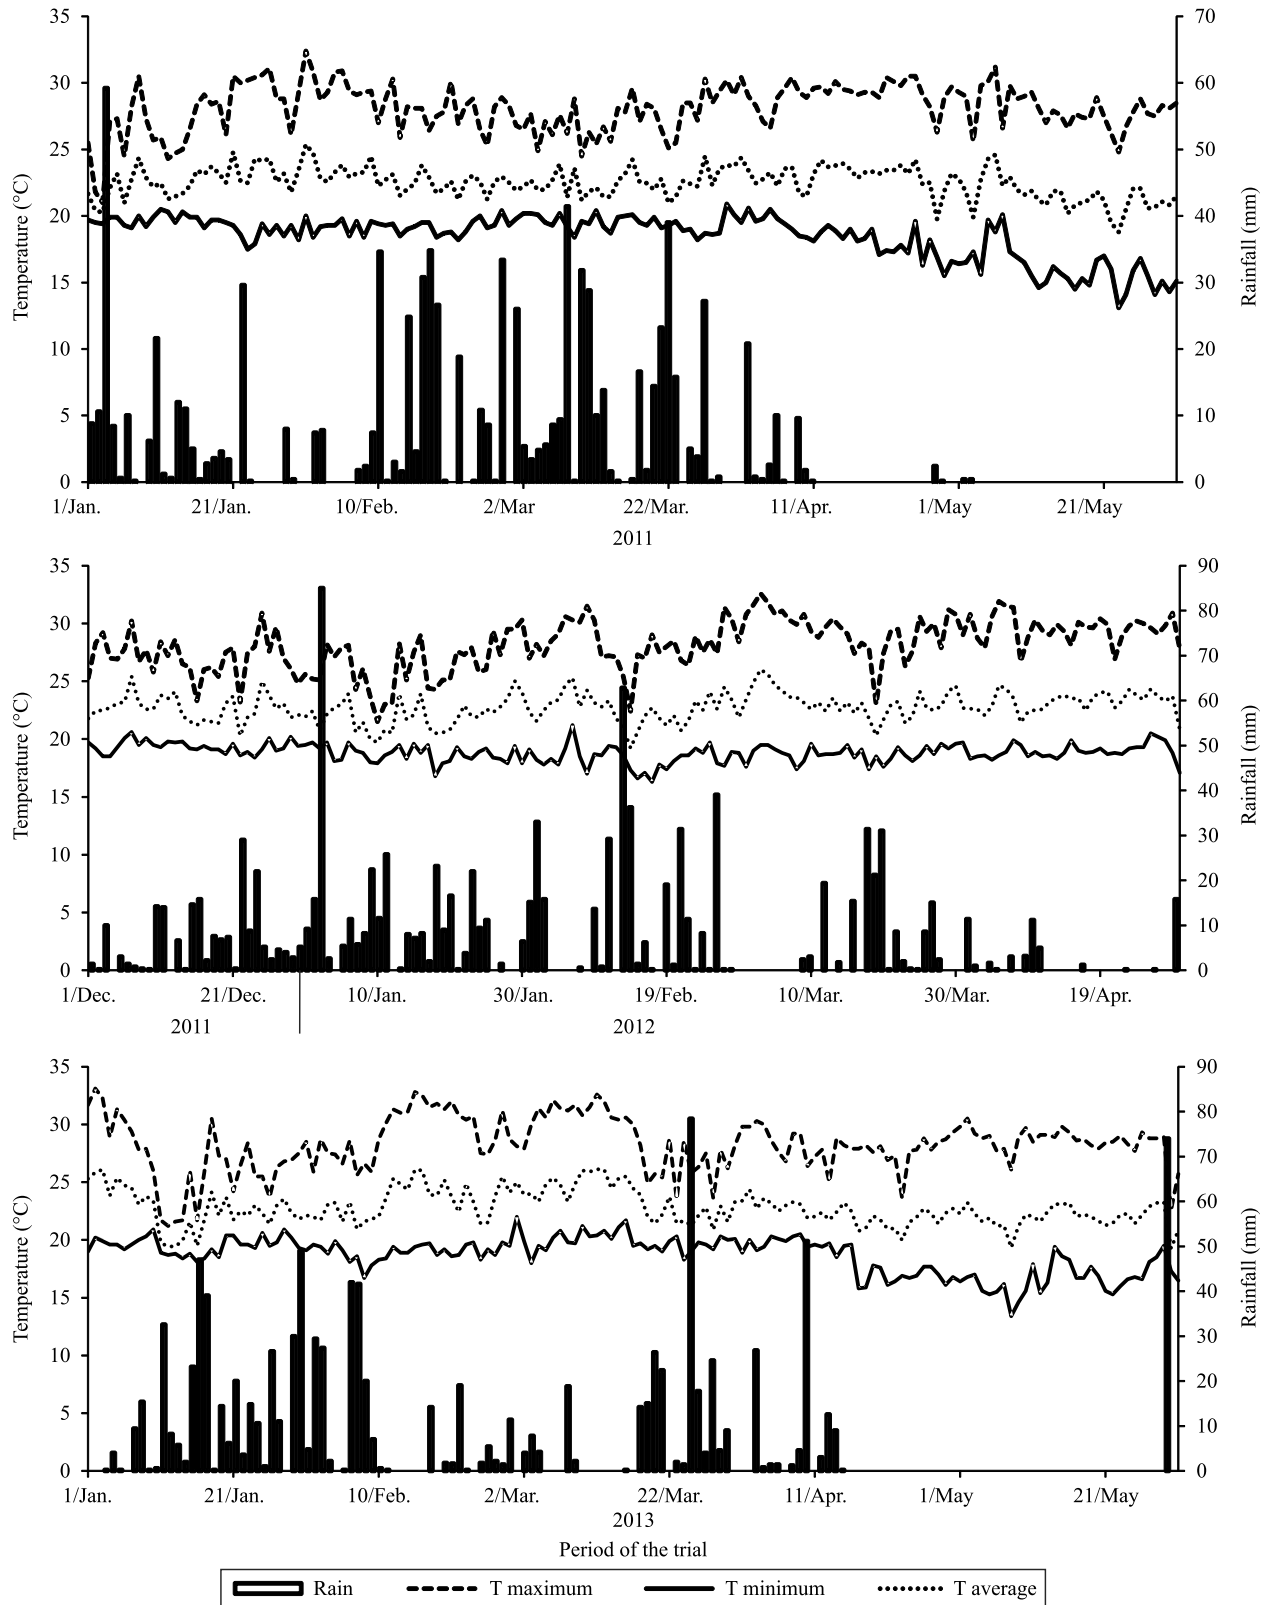 35
30
25
20
15
10
5
0
Temperature (°C)
70
60
50
40
30
20
10
0
Rainfall (mm)
1/Jan.
21/Jan.
10/Feb.
2/Mar
22/Mar.
11/Apr.
1/May
21/May
2011
35
30
25
20
15
10
5
0
Temperature (°C)
90
80
70
60
50
40
30
20
10
0
Rainfall (mm)
1/Dec.
21/Dec.
10/Jan.
30/Jan.
19/Feb.
10/Mar.
30/Mar.
19/Apr.
2011
2012
35
30
25
20
15
10
5
0
Temperature (°C)
90
80
70
60
50
40
30
20
10
0
Rainfall (mm)
1/Jan.
21/Jan.
10/Feb.
2/Mar.
22/Mar.
11/Apr.
1/May
21/May
2013
Period of the trial
Rain
T maximum
T minimum
T average